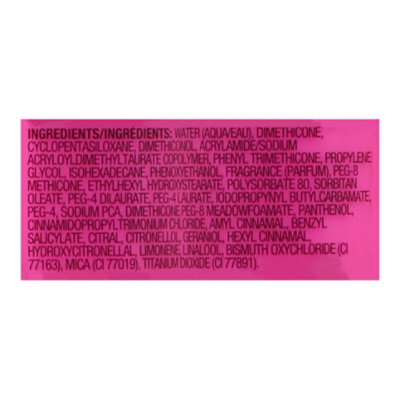 INGREDIENTS/INGRÉDIENTS: WATER (AQUA/EAU), DIMETHICONE,
CYCLOPENTASILOXANE, DIMETHICONOL, ACRYLAMIDE/SODIUM
ACRYLOYLDIMETHYLTAURATE COPOLYMER, PHENYL TRIMETHICONE, PROPYLENE
GLYCOL, ISOHEXADECANE, PHENOXYETHANOL, FRAGRANCE (PARFUM), PEG-8
METHICONE, ETHYLHEXYL HYDROXYSTEARATE, POLYSORBATE 80, SORBITAN
OLEATE, PEG-4 DILAURATE, PEG-4 LAURATE, IODOPROPYNYL BUTYLCARBAMATE,
PEG-4, SODIUM PCA, DIMETHICONE PEG-8 MEADOWFOAMATE, PANTHENOL,
CINNAMIDOPROPYLTRIMONIUM CHLORIDE, AMYL CINNAMAL, BENZYL
SALICYLATE, CITRAL, CITRONELLOL, GERANIOL, HEXYL CINNAMAL,
HYDROXYCITRONELLAL, LIMONENE, LINALOOL, BISMUTH OXYCHLORIDE (CI
77163), MICA (CI 77019), TITANIUM DIOXIDE (CI 77891).